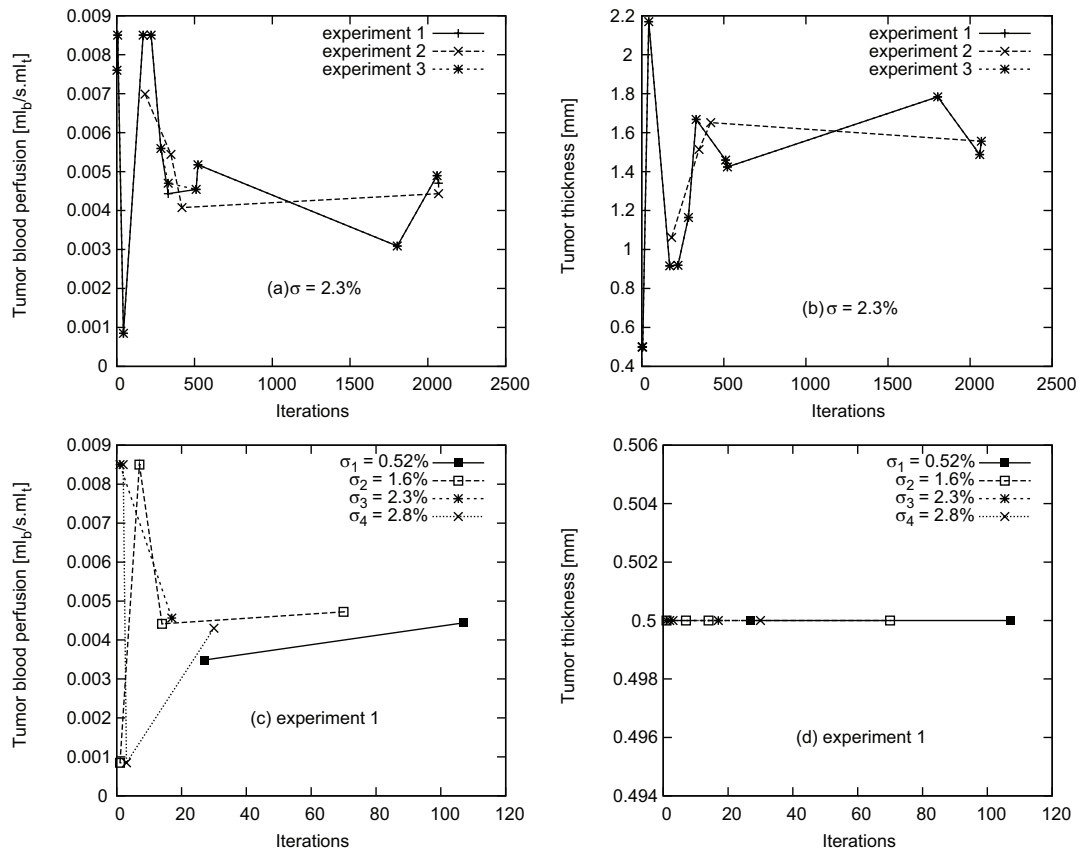 0.009
0.008
0.007
0.006
0.005
0.004
0.003
0.002
0.001
0
Tumor blood perfusion [ml_b/s.ml_t]
experiment 1
experiment 2
experiment 3
(a)σ = 2.3%
0 500 1000 1500 2000 2500
Iterations
2.2
2
1.8
1.6
1.4
1.2
1
0.8
0.6
0.4
Tumor thickness [mm]
experiment 1
experiment 2
experiment 3
(b)σ = 2.3%
0 500 1000 1500 2000 2500
Iterations
0.009
0.008
0.007
0.006
0.005
0.004
0.003
0.002
0.001
0
Tumor blood perfusion [ml_b/s.ml_t]
σ_1 = 0.52%
σ_2 = 1.6%
σ_3 = 2.3%
σ_4 = 2.8%
(c) experiment 1
0 20 40 60 80 100 120
Iterations
0.506
0.504
0.502
0.5
0.498
0.496
0.494
Tumor thickness [mm]
σ_1 = 0.52%
σ_2 = 1.6%
σ_3 = 2.3%
σ_4 = 2.8%
(d) experiment 1
0 20 40 60 80 100 120
Iterations